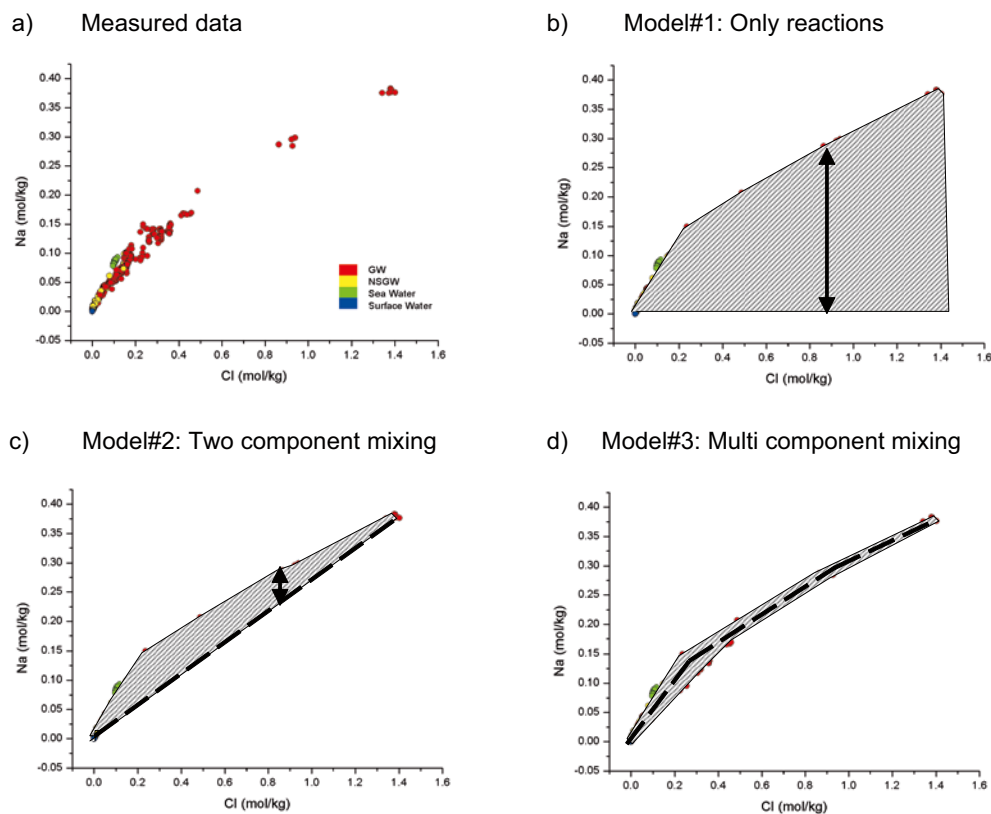 a) Measured data
b) Model#1: Only reactions
0.40
0.35
0.30
0.25
0.20
0.15
0.10
0.05
0.00
-0.05
Na (mol/kg)
GW
NSGW
Sea Water
Surface Water
0.0 0.2 0.4 0.6 0.8 1.0 1.2 1.4 1.6
Cl (mol/kg)
0.40
0.35
0.30
0.25
0.20
0.15
0.10
0.05
0.00
-0.05
Na (mol/kg)
0.0 0.2 0.4 0.6 0.8 1.0 1.2 1.4 1.6
Cl (mol/kg)
c) Model#2: Two component mixing
d) Model#3: Multi component mixing
0.40
0.35
0.30
0.25
0.20
0.15
0.10
0.05
0.00
-0.05
Na (mol/kg)
0.0 0.2 0.4 0.6 0.8 1.0 1.2 1.4 1.6
Cl (mol/kg)
0.40
0.35
0.30
0.25
0.20
0.15
0.10
0.05
0.00
-0.05
Na (mol/kg)
0.0 0.2 0.4 0.6 0.8 1.0 1.2 1.4 1.6
Cl (mol/kg)